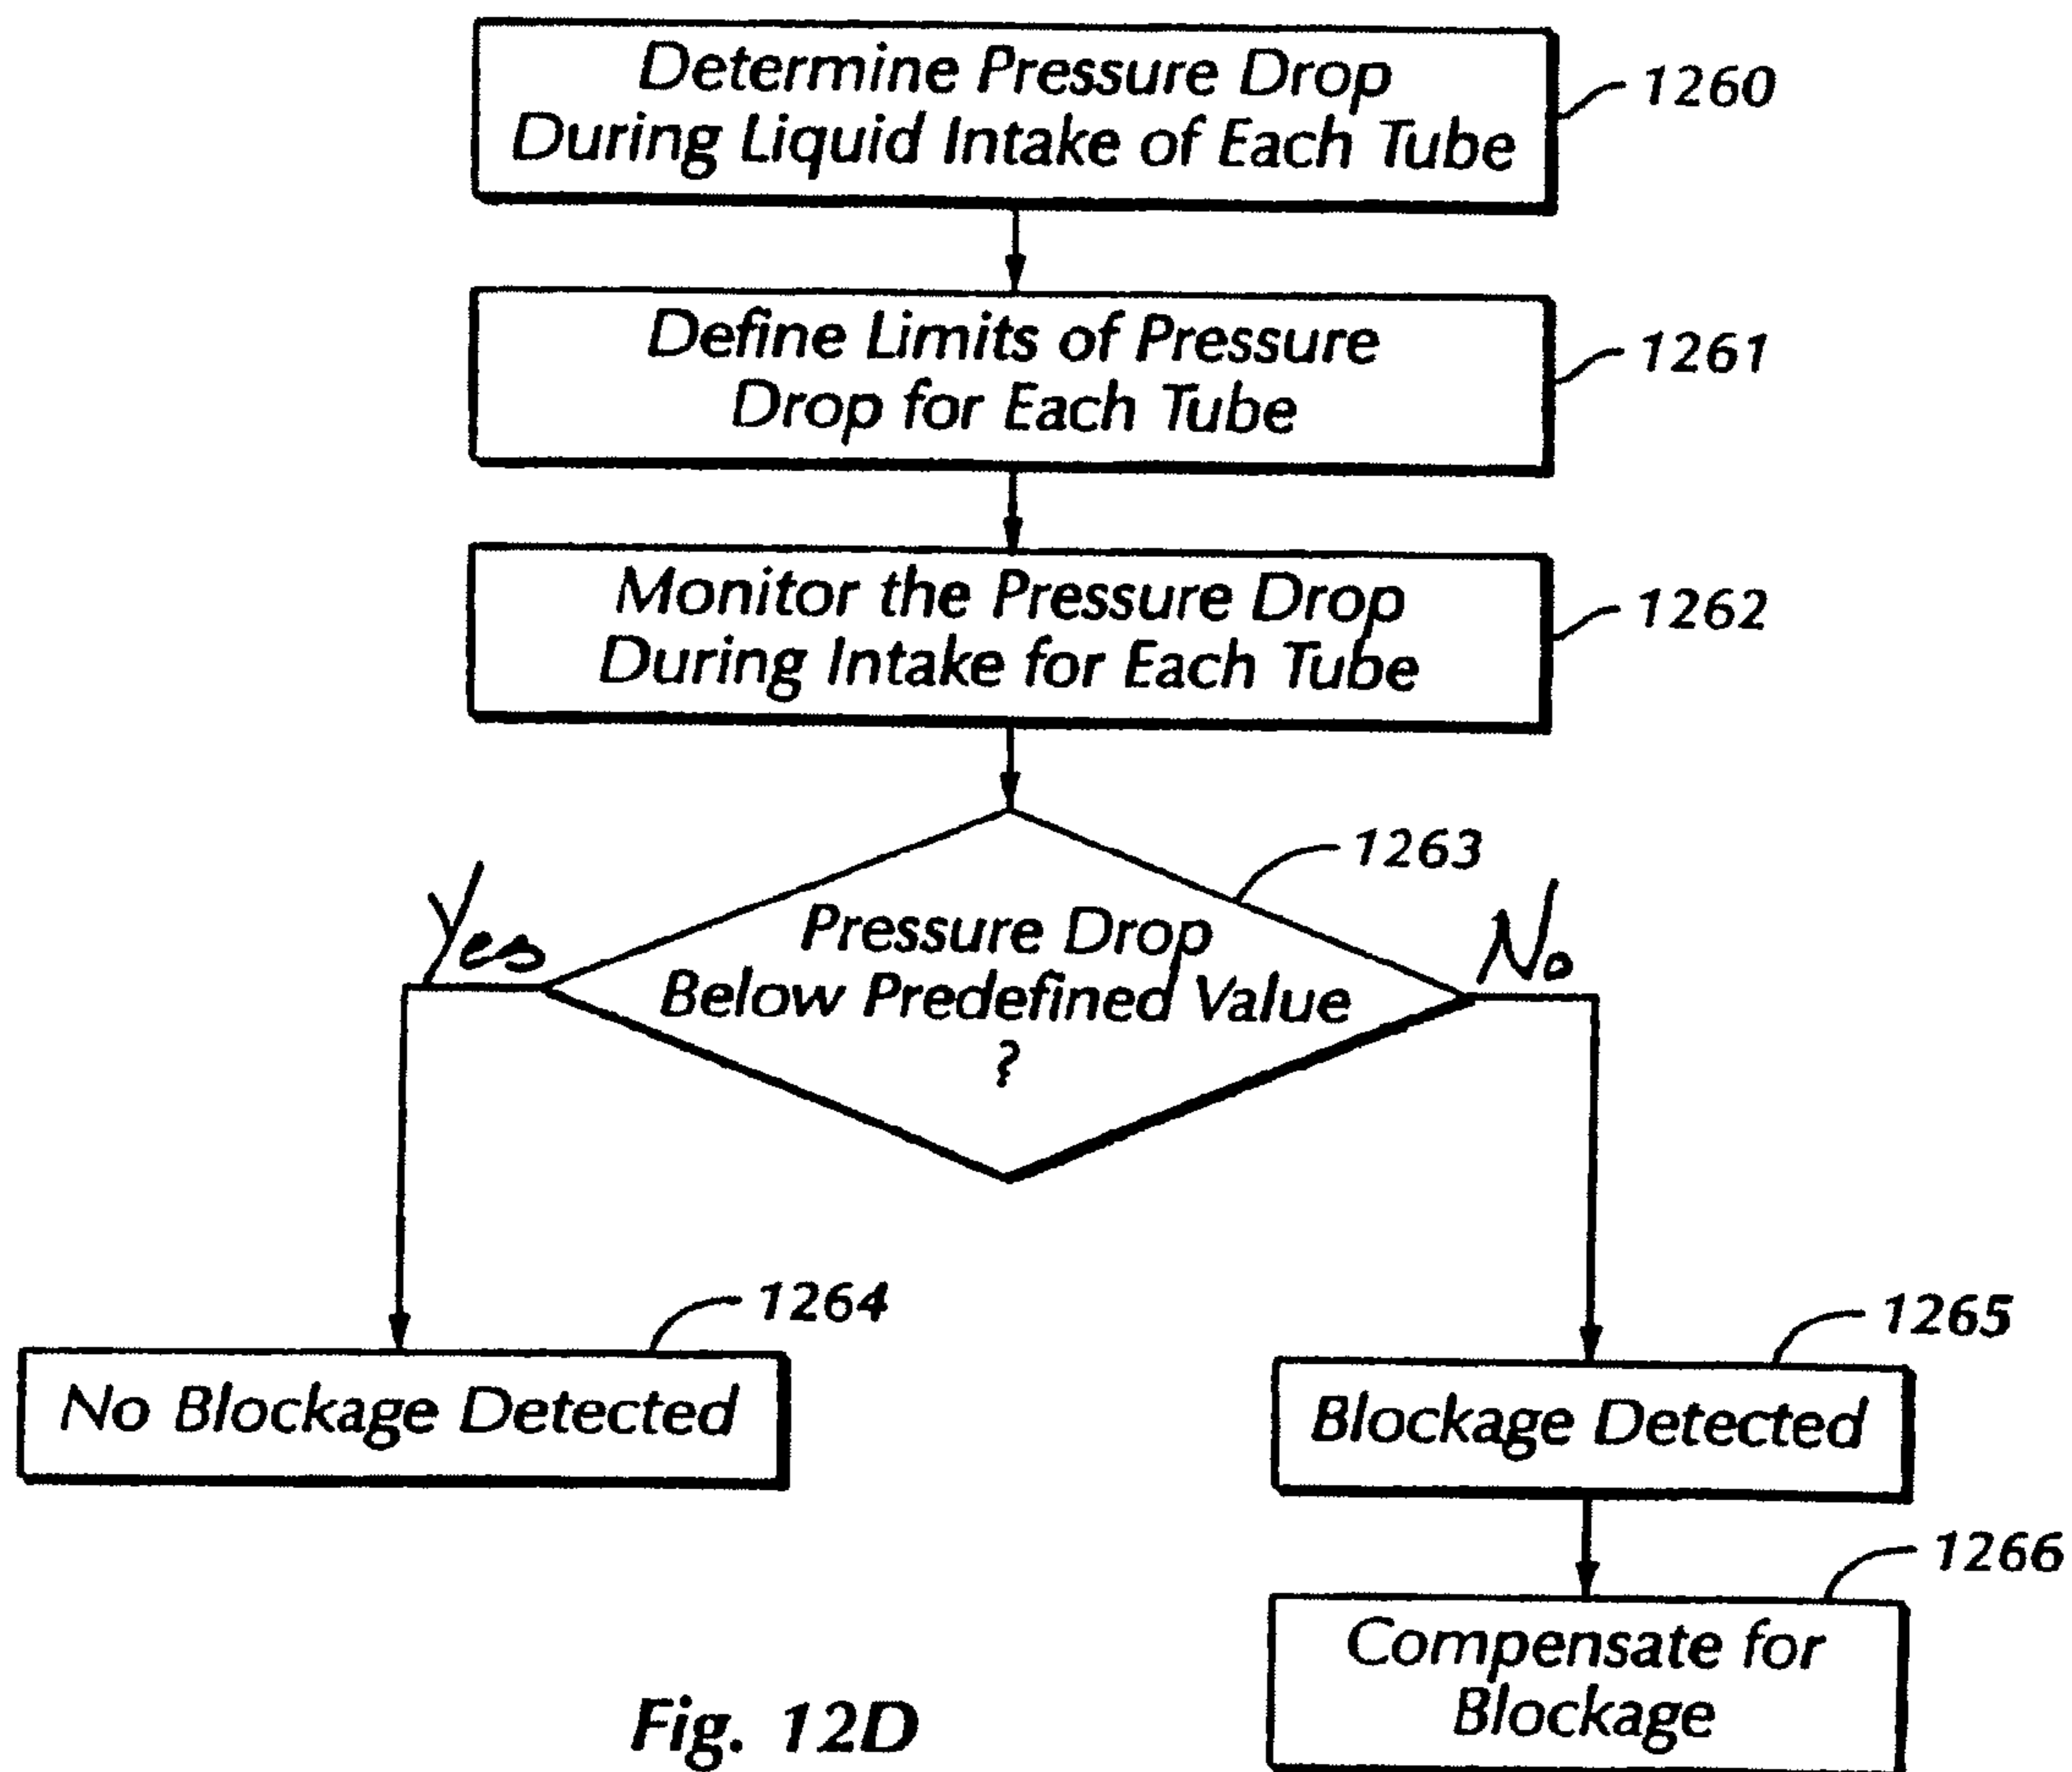 Determine Pressure Drop
During Liquid Intake of Each Tube
1260
Define Limits of Pressure
Drop for Each Tube
1261
Monitor the Pressure Drop
During Intake for Each Tube
1262
1263
Yes
Pressure Drop
Below Predefined Value
?
No
1264
No Blockage Detected
1265
Blockage Detected
1266
Compensate for
Blockage
Fig. 12D